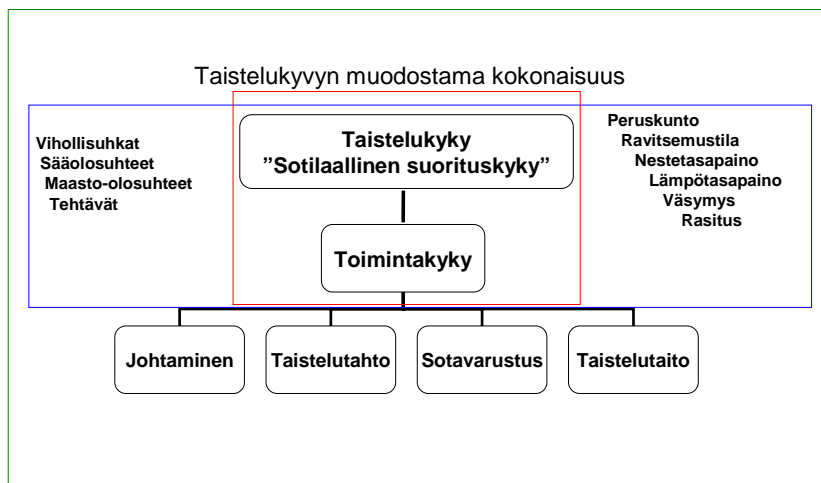 Taistelukyvyn muodostama kokonaisuus
Vihollisuhkat
Sääolosuhteet
Maasto-olosuhteet
Tehtävät
Taistelukyky
”Sotilaallinen suorituskyky”
Peruskunto
Ravitsemustila
Nestetasapaino
Lämpötasapaino
Väsymys
Rasitus
Toimintakyky
Johtaminen
Taistelutahto
Sotavarustus
Taistelutaito